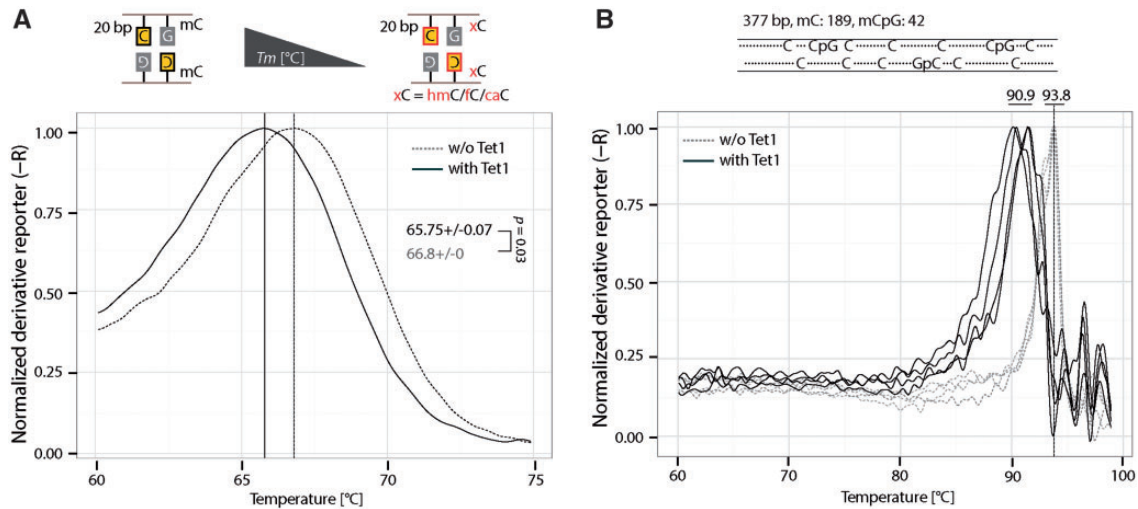 A
20 bp
C
G
mC
G
C
mC
Tm [°C]
20 bp
C
G
xC
G
C
xC
xC = hmC/fC/caC
Normalized derivative reporter (−R)
1.00
0.75
0.50
0.25
0.00
w/o Tet1
with Tet1
65.75+/-0.07
66.8+/-0
p = 0.03
60
65
70
75
Temperature [°C]
B
377 bp, mC: 189, mCpG: 42
C CpG C C C CpG C
C C C GpC C C
90.9 93.8
Normalized derivative reporter (−R)
1.00
0.75
0.50
0.25
0.00
w/o Tet1
with Tet1
60
70
80
90
100
Temperature [°C]